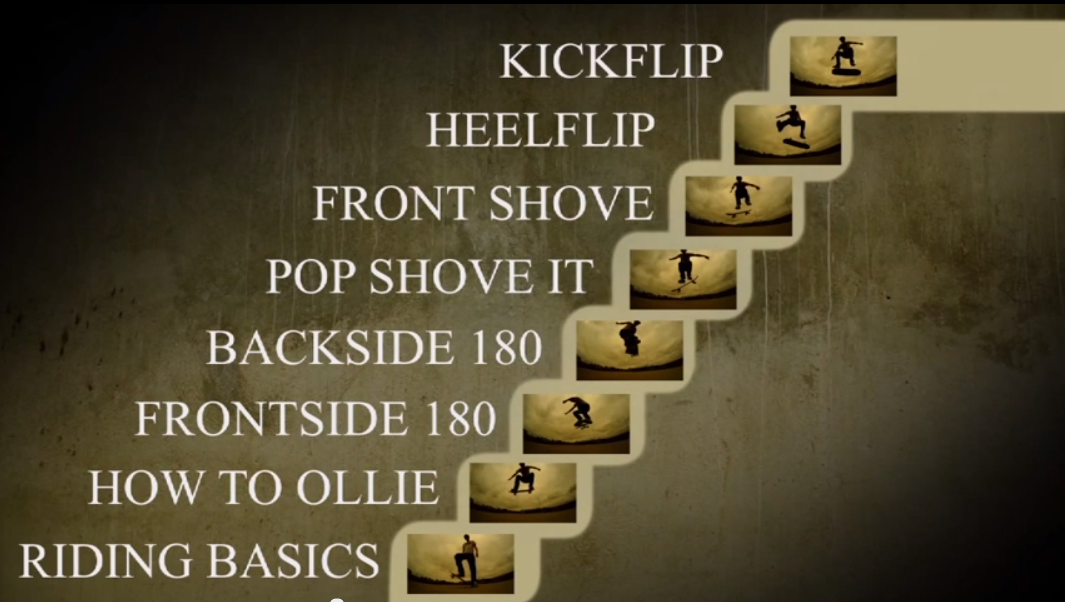 KICKFLIP
HEELFLIP
FRONT SHOVE
POP SHOVE IT
BACKSIDE 180
FRONTSIDE 180
HOW TO OLLIE
RIDING BASICS